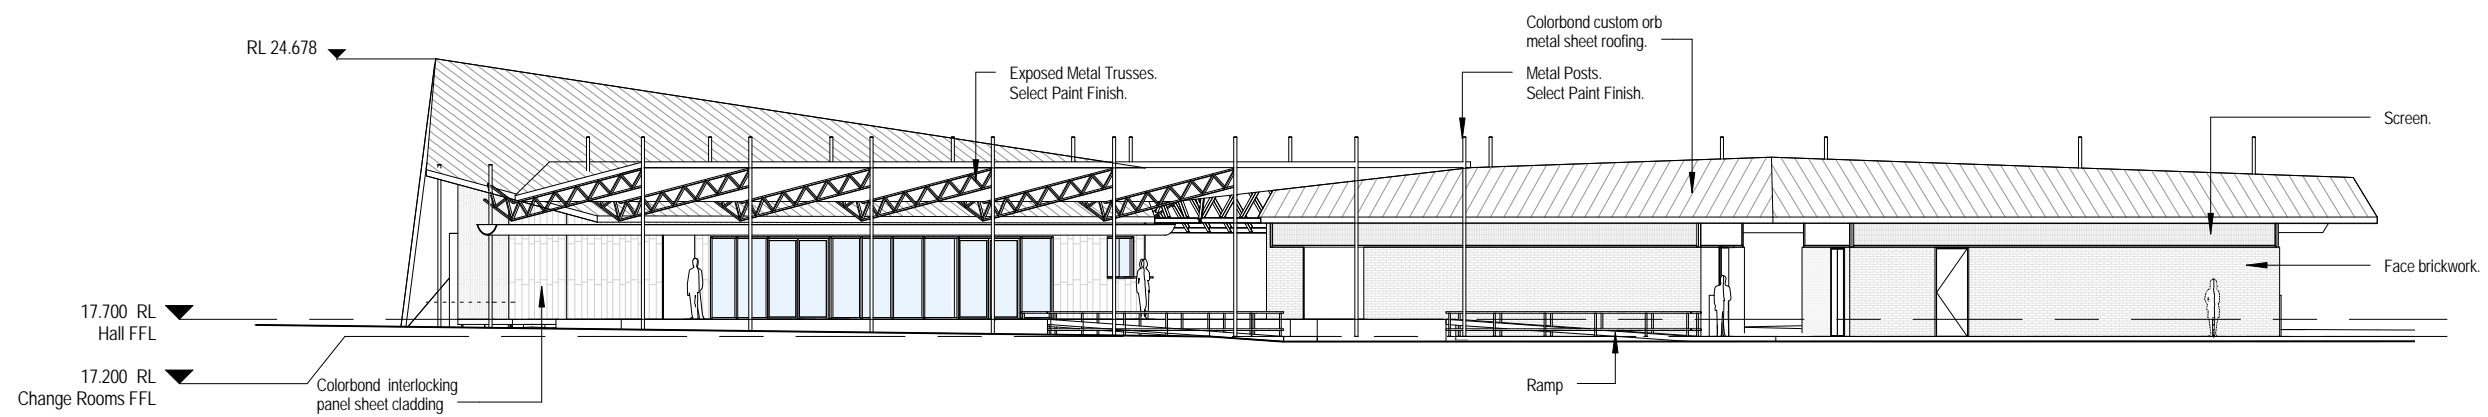 RL 24.678
Exposed Metal Trusses.
Select Paint Finish.
Colorbond custom orb
metal sheet roofing.
Metal Posts.
Select Paint Finish.
Screen.
Face brickwork.
17.700 RL
Hall FFL
17.200 RL
Change Rooms FFL
Colorbond interlocking
panel sheet cladding
Ramp